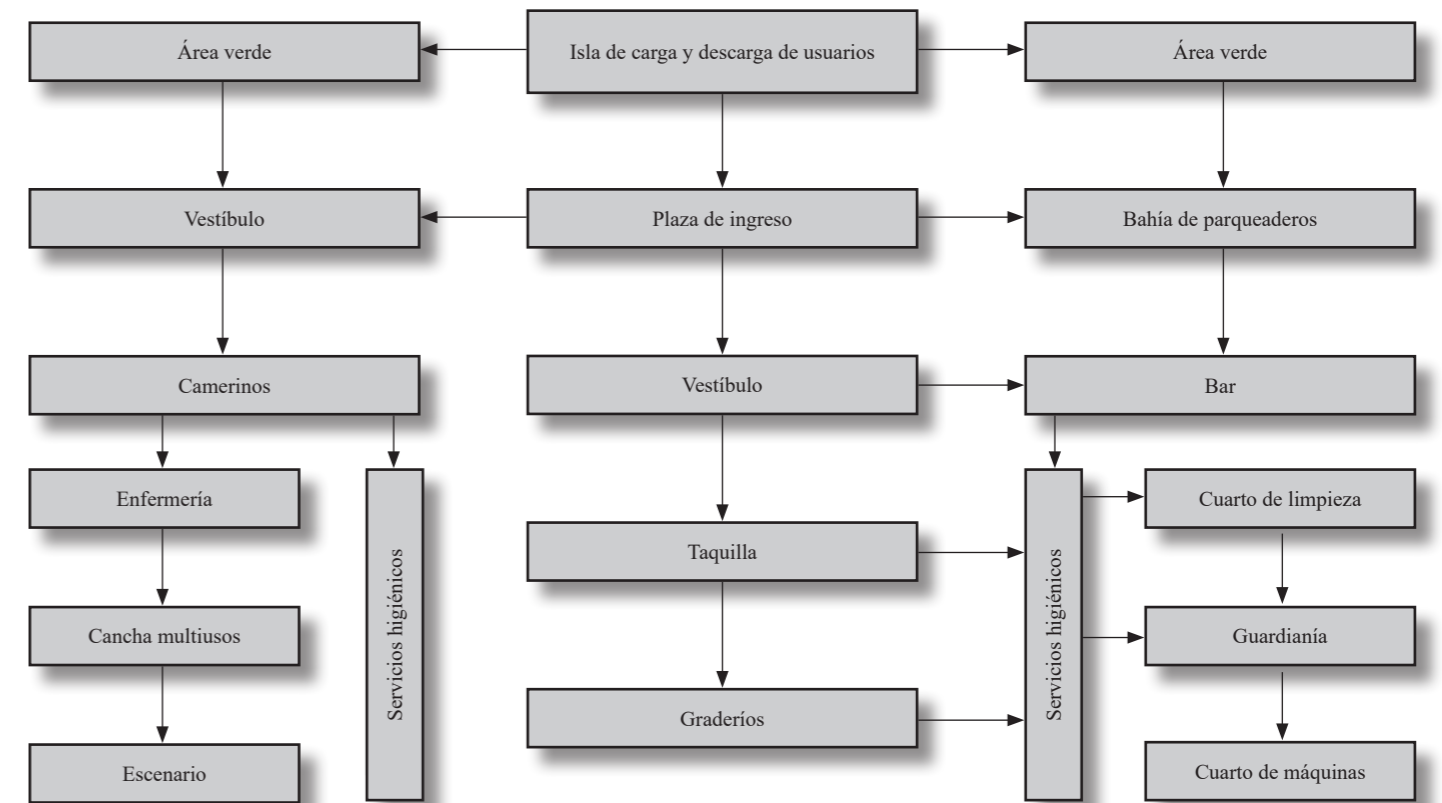 Área verde
Isla de carga y descarga de usuarios
Área verde
Vestíbulo
Plaza de ingreso
Bahía de parqueaderos
Camerinos
Vestíbulo
Bar
Enfermería
Servicios higiénicos
Cancha multiusos
Escenario
Taquilla
Graderíos
Servicios higiénicos
Cuarto de limpieza
Guardianía
Cuarto de máquinas